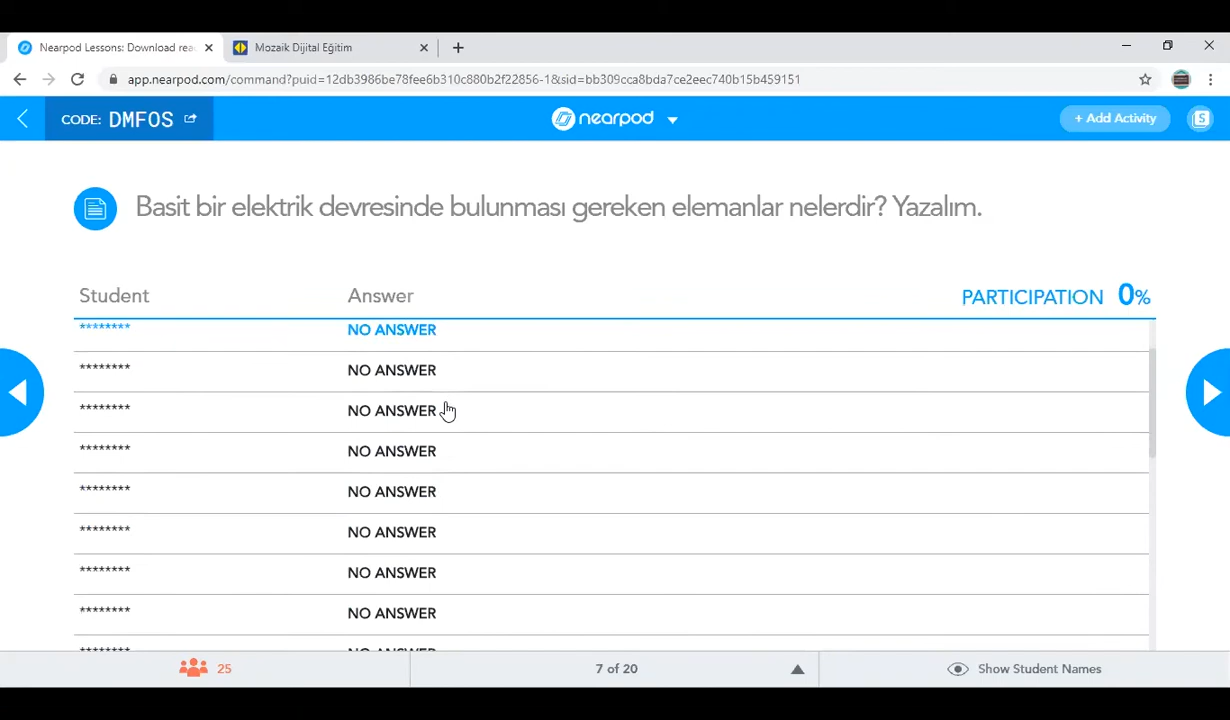 Nearpod Lessons: Download rea
Mozaik Dijital Eğitim
app.nearpod.com/command?puid=12db3986be78fee6b310c880b2f22856-1&sid=bb309cca8bda7ce2eec740b15b459151
CODE: DMFOS
nearpod
+ Add Activity
S
Basit bir elektrik devresinde bulunması gereken elemanlar nelerdir? Yazalım.
Student Answer PARTICIPATION 0%
******** NO ANSWER
******** NO ANSWER
******** NO ANSWER
******** NO ANSWER
******** NO ANSWER
******** NO ANSWER
******** NO ANSWER
******** NO ANSWER
******** NO ANSWER
25 7 of 20 Show Student Names